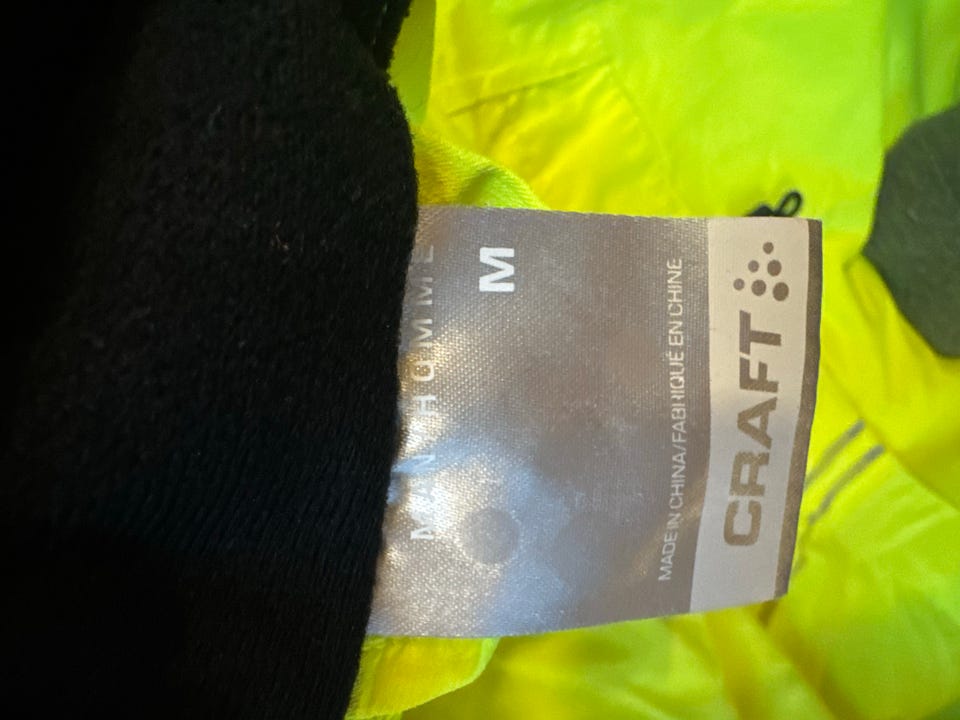 MAN/HOMME
M
MADE IN CHINA/FABRIQUÉ EN CHINE
CRAFT